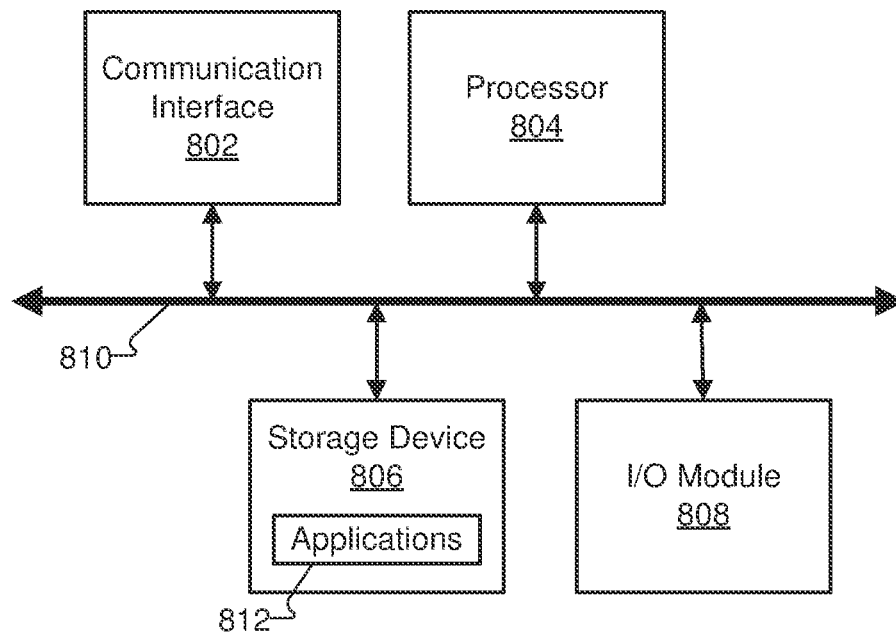 Communication
Interface
802
Processor
804
810
Storage Device
806
Applications
812
I/O Module
808